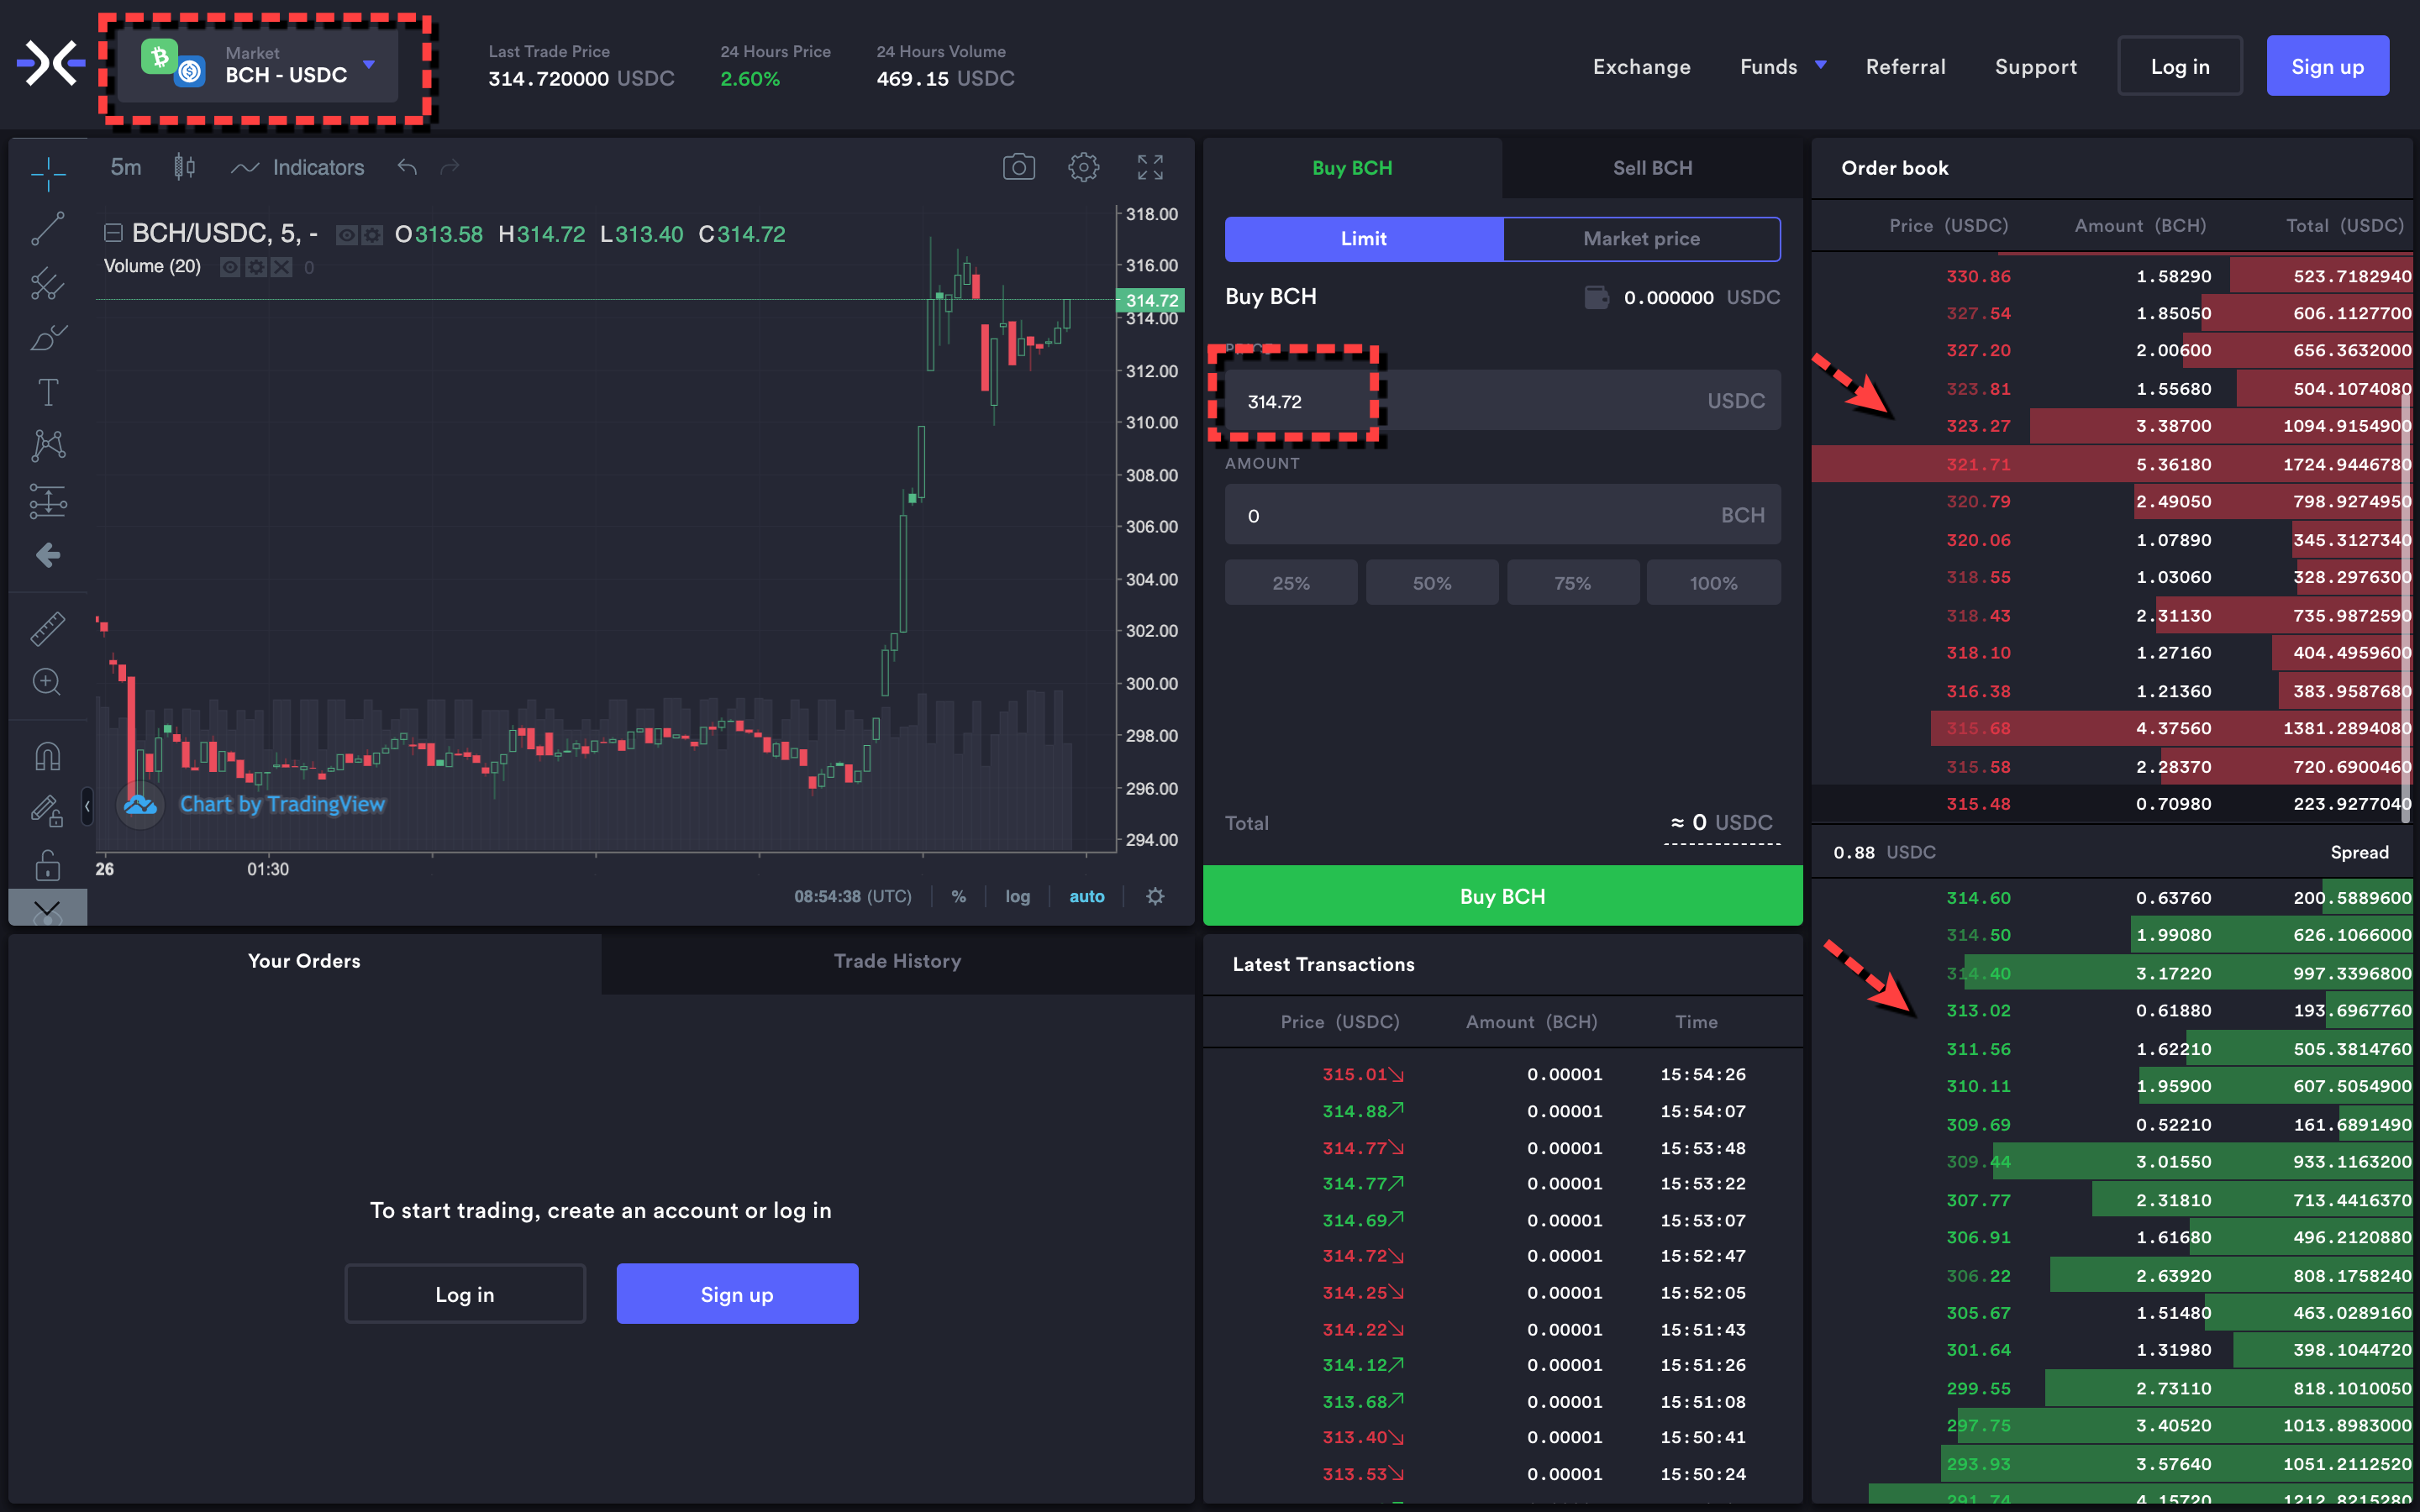 Market
BCH - USDC
Last Trade Price
314.720000 USDC
24 Hours Price
2.60%
24 Hours Volume
469.15 USDC
Exchange
Funds
Referral
Support
Log in
Sign up
5m
Indicators
BCH/USDC, 5, -
O313.58 H314.72 L313.40 C314.72
Volume (20)
0
318.00
316.00
314.72
314.00
312.00
310.00
308.00
306.00
304.00
302.00
300.00
298.00
296.00
294.00
Chart by TradingView
26
01:30
08:54:38 (UTC)
%
log
auto
Buy BCH
Sell BCH
Limit
Market price
Buy BCH
0.000000 USDC
PRICE
314.72
USDC
AMOUNT
0
BCH
25%
50%
75%
100%
Total
≈ 0 USDC
Buy BCH
Order book
Price (USDC) Amount (BCH) Total (USDC)
330.86 1.58290 523.7182940
327.54 1.85050 606.1127700
327.20 2.00600 656.3632000
323.81 1.55680 504.1074080
323.27 3.38700 1094.9154900
321.71 5.36180 1724.9446780
320.79 2.49050 798.9274950
320.06 1.07890 345.3127340
318.55 1.03060 328.2976300
318.43 2.31130 735.9872590
318.10 1.27160 404.4959600
316.38 1.21360 383.9587680
315.68 4.37560 1381.2894080
315.58 2.28370 720.6900460
315.48 0.70980 223.9277040
0.88 USDC Spread
314.60 0.63760 200.5889600
314.50 1.99080 626.1066000
314.40 3.17220 997.3396800
313.02 0.61880 193.6967760
311.56 1.62210 505.3814760
310.11 1.95900 607.5054900
309.69 0.52210 161.6891490
309.44 3.01550 933.1163200
307.77 2.31810 713.4416370
306.91 1.61680 496.2120880
306.22 2.63920 808.1758240
305.67 1.51480 463.0289160
301.64 1.31980 398.1044720
299.55 2.73110 818.1010050
297.75 3.40520 1013.8983000
293.93 3.57640 1051.2112520
291.74 4.15720 1212.8215280
Your Orders
Trade History
To start trading, create an account or log in
Log in
Sign up
Latest Transactions
Price (USDC) Amount (BCH) Time
315.01 0.00001 15:54:26
314.88 0.00001 15:54:07
314.77 0.00001 15:53:48
314.77 0.00001 15:53:22
314.69 0.00001 15:53:07
314.72 0.00001 15:52:47
314.25 0.00001 15:52:05
314.22 0.00001 15:51:43
314.12 0.00001 15:51:26
313.68 0.00001 15:51:08
313.40 0.00001 15:50:41
313.53 0.00001 15:50:24